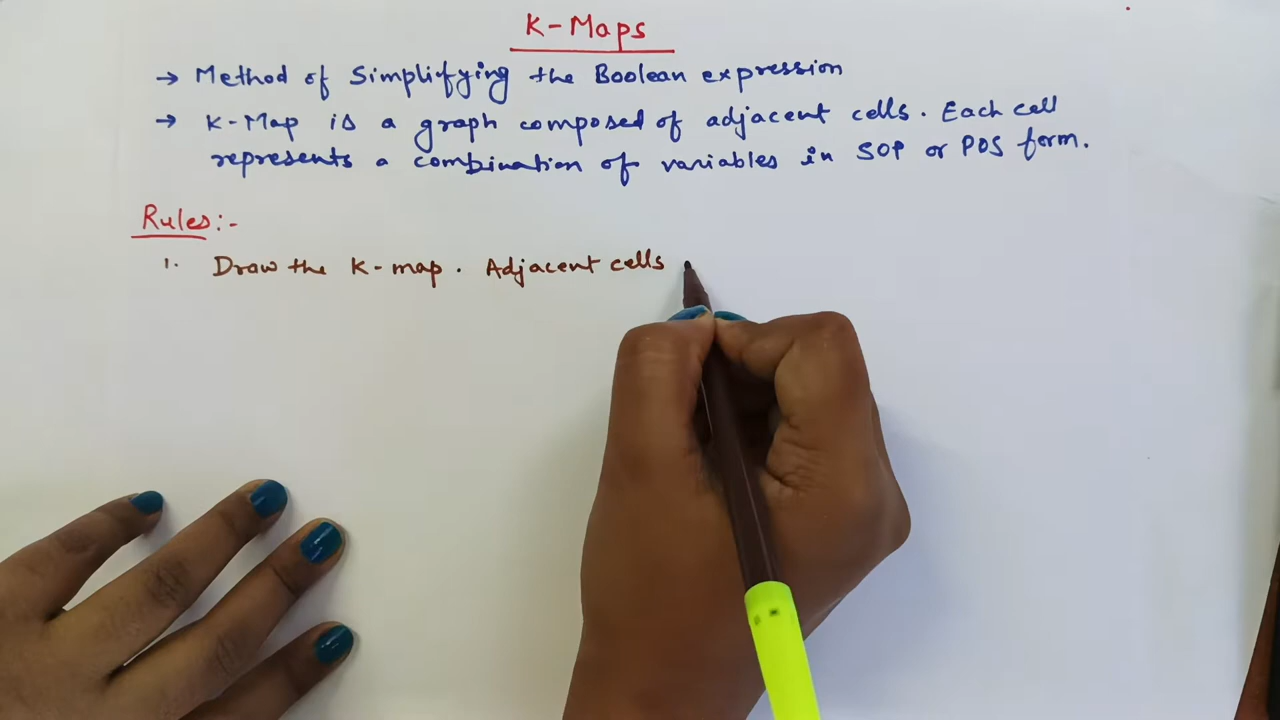 K-Maps
→ Method of Simplifying the Boolean expression
→ K-Map is a graph composed of adjacent cells. Each cell
represents a combination of variables in SOP or POS form.
Rules:-
1. Draw the K-map. Adjacent cells